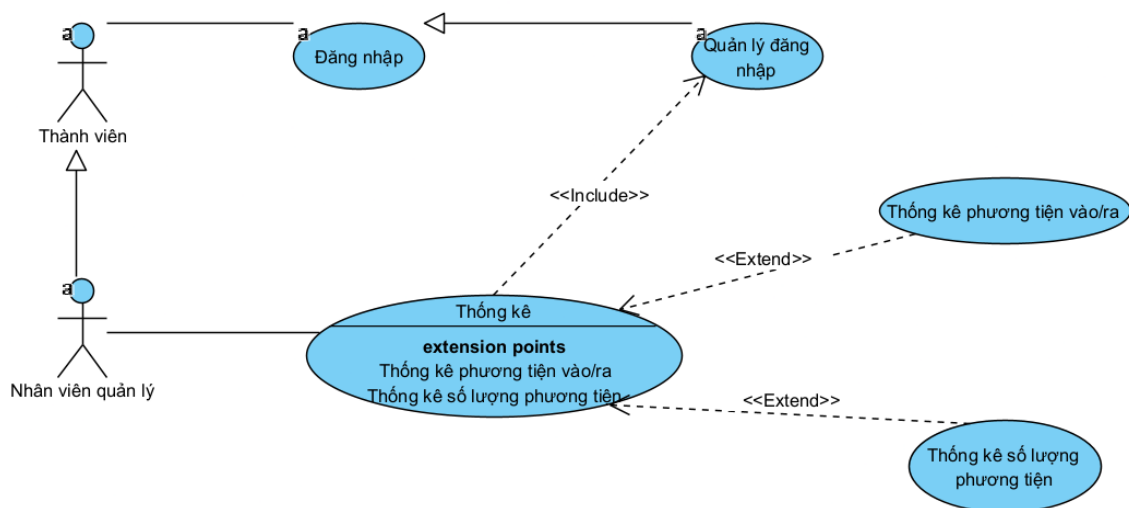 a
a
Đăng nhập
a
Quản lý đăng
nhập
Thành viên
<<Include>>
Thống kê phương tiện vào/ra
<<Extend>>
a
Nhân viên quản lý
Thống kê
extension points
Thống kê phương tiện vào/ra
Thống kê số lượng phương tiện
<<Extend>>
Thống kê số lượng
phương tiện